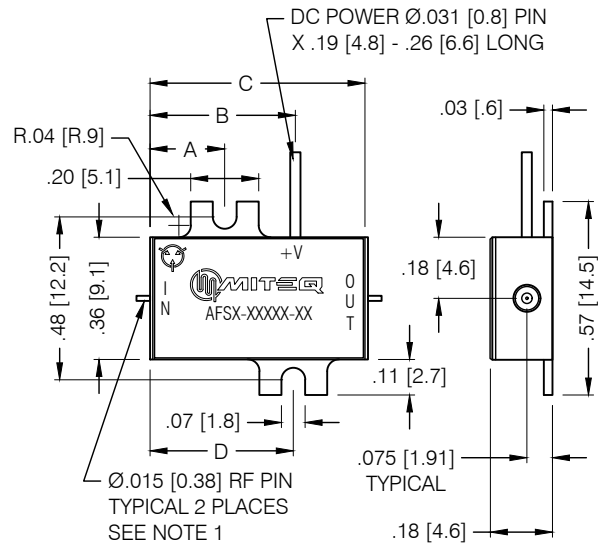 DC POWER Ø.031 [0.8] PIN
X .19 [4.8] - .26 [6.6] LONG
C
B
A
R.04 [R.9]
.20 [5.1]
.03 [.6]
+V
IN
OUT
MITEQ
AFSX-XXXXX-XX
.48 [12.2]
.36 [9.1]
.18 [4.6]
.57 [14.5]
.11 [2.7]
.07 [1.8]
D
.075 [1.91]
TYPICAL
.18 [4.6]
Ø.015 [0.38] RF PIN
TYPICAL 2 PLACES
SEE NOTE 1